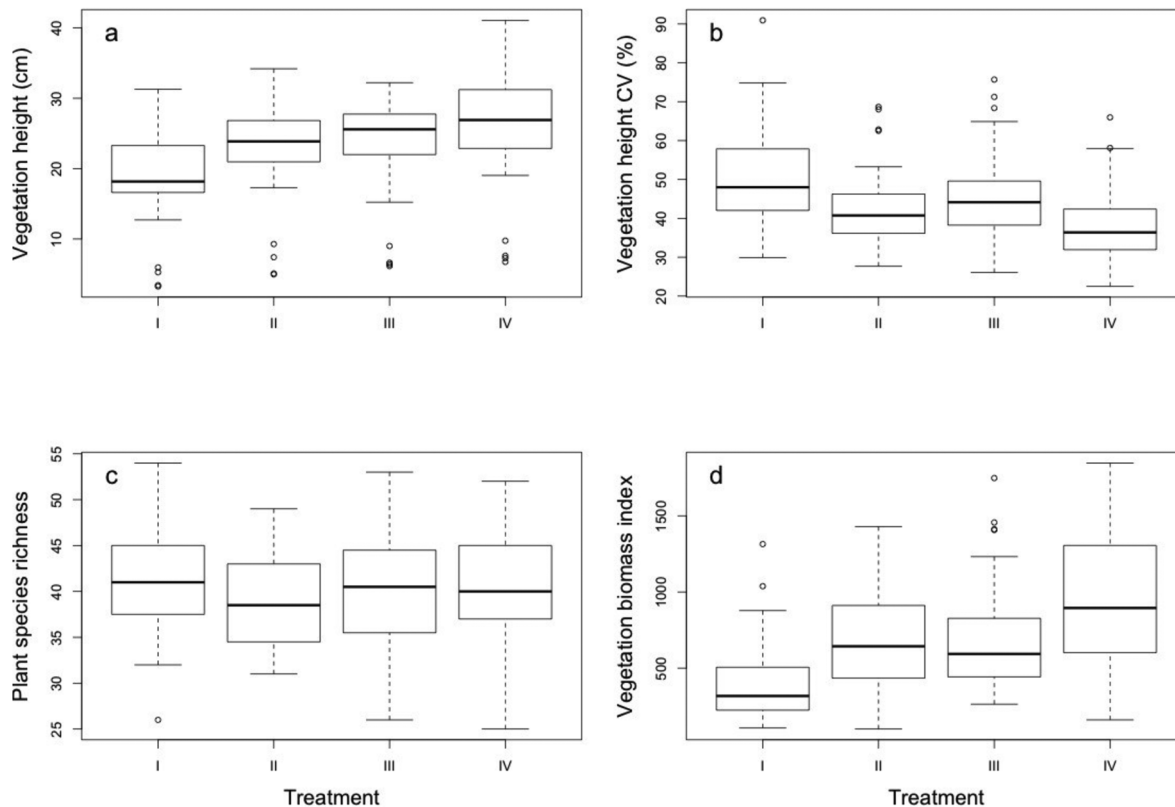 a
Vegetation height (cm)
40
30
20
10
I II III IV
b
Vegetation height CV (%)
90
80
70
60
50
40
30
20
I II III IV
c
Plant species richness
55
50
45
40
35
30
25
I II III IV
Treatment
d
Vegetation biomass index
1500
1000
500
I II III IV
Treatment